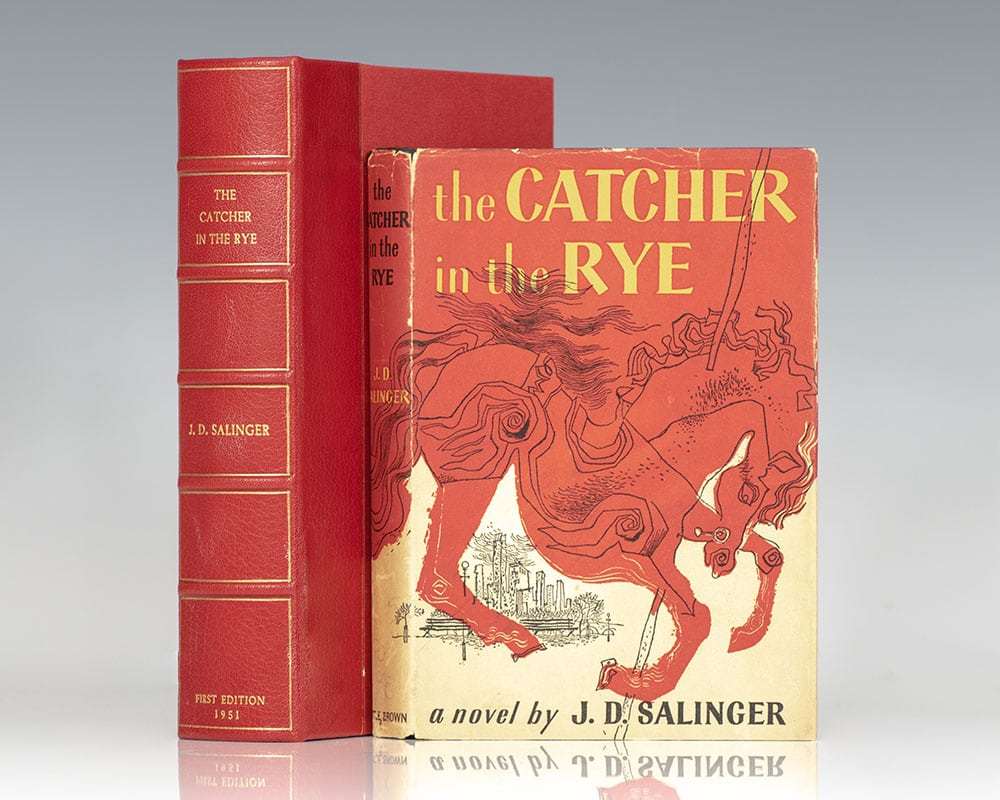 THE
CATCHER
IN THE RYE
J. D. SALINGER
FIRST EDITION
1951
the
CATCHER
in the
RYE
J. D.
SALINGER
BROWN
the CATCHER
in the RYE
a novel by J. D. SALINGER